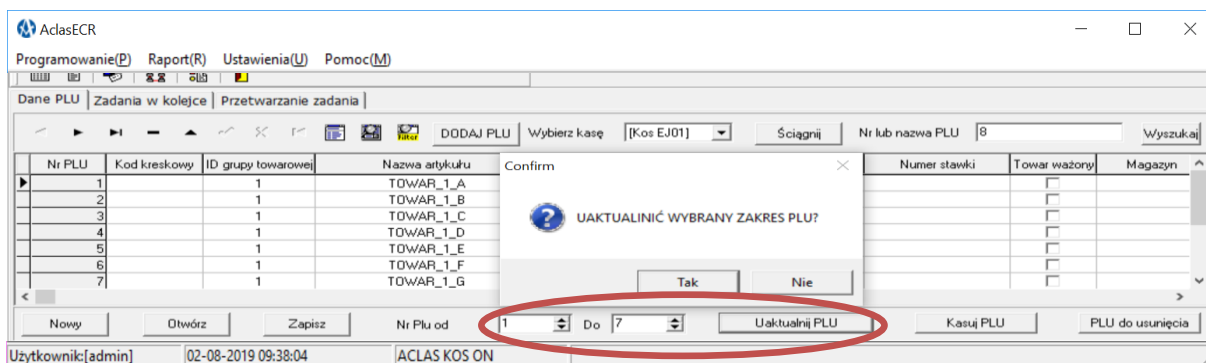 AclasECR
Programowanie(P) Raport(R) Ustawienia(U) Pomoc(M)
Dane PLU Zadania w kolejce Przetwarzanie zadania
Filter DODAJ PLU Wybierz kasę [Kos EJ01] Ściągnij Nr lub nazwa PLU 8 Wyszukaj
Nr PLU Kod kreskowy ID grupy towarowej Nazwa artykułu Confirm Numer stawki Towar ważony Magazyn
1 1 TOWAR_1_A
2 1 TOWAR_1_B
3 1 TOWAR_1_C
4 1 TOWAR_1_D
5 1 TOWAR_1_E
6 1 TOWAR_1_F
7 1 TOWAR_1_G
UAKTUALINIĆ WYBRANY ZAKRES PLU?
Tak Nie
Nowy Otwórz Zapisz Nr Plu od 1 Do 7 Uaktualnij PLU Kasuj PLU PLU do usunięcia
Użytkownik:[admin] 02-08-2019 09:38:04 ACLAS KOS ON